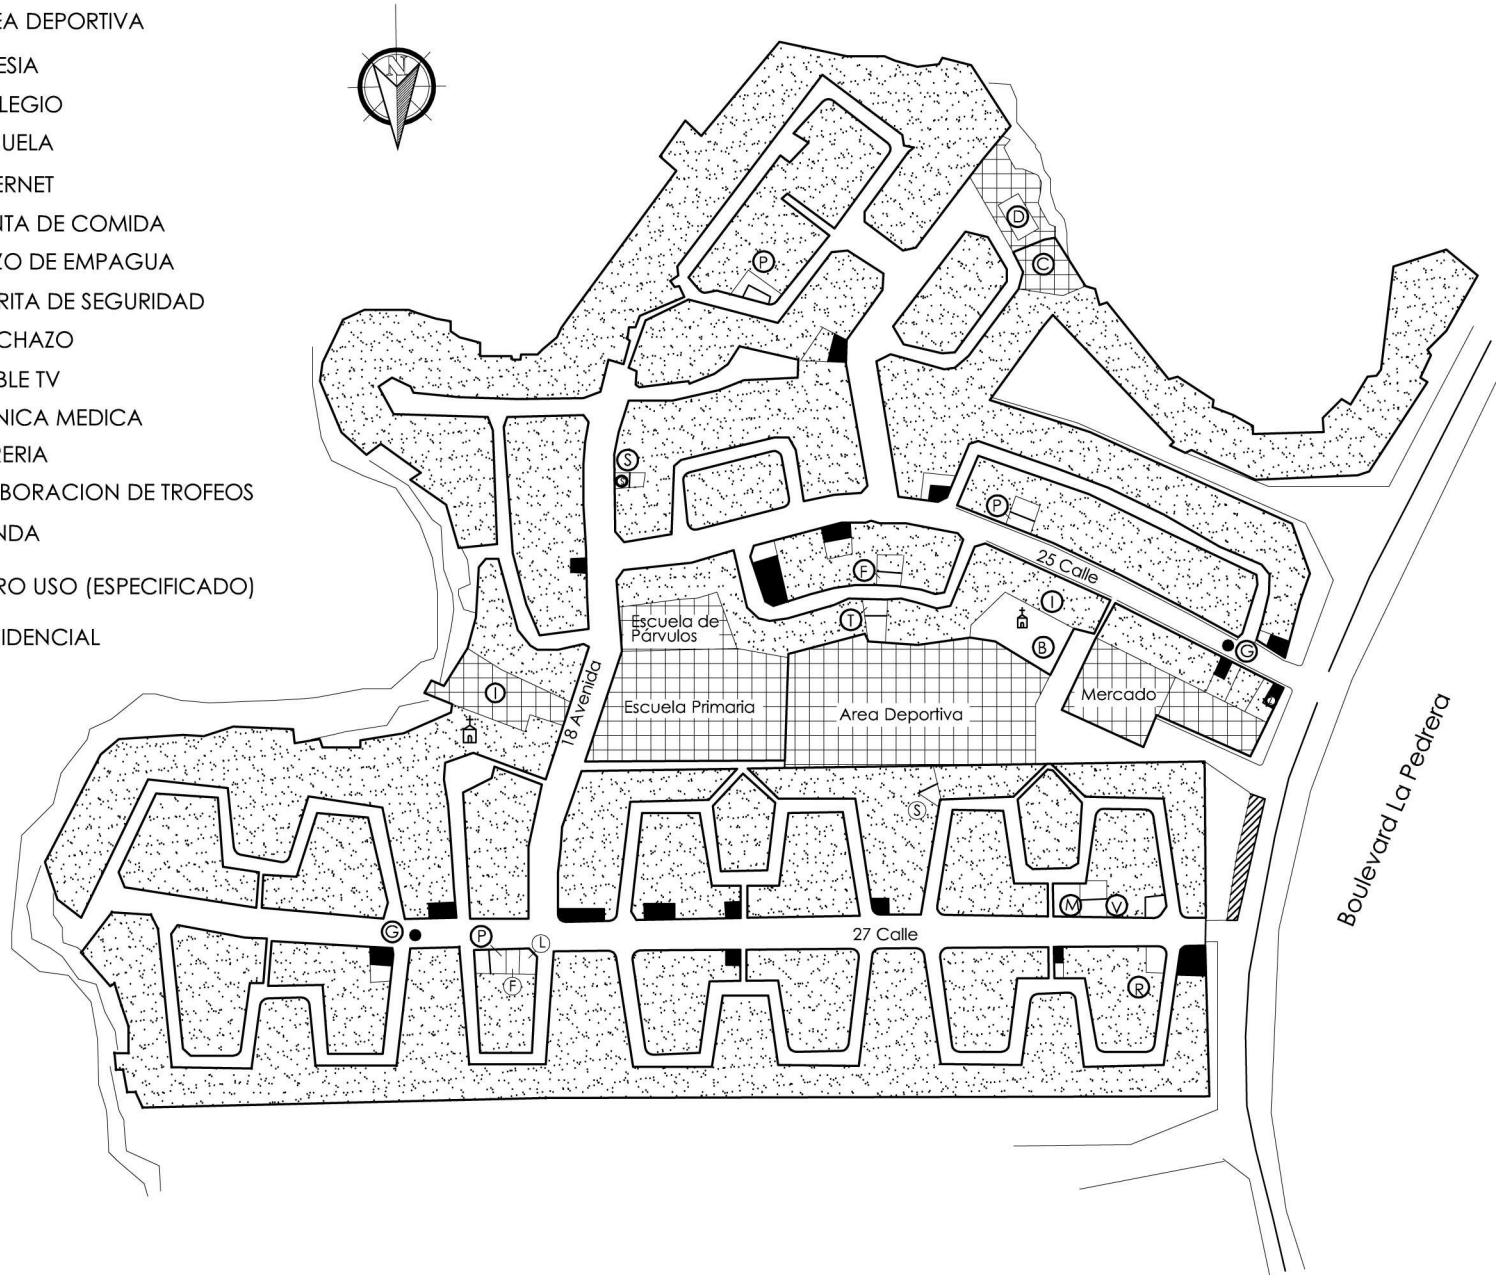 EA DEPORTIVA
ESIA
LEGIO
UELA
ERNET
NTA DE COMIDA
ZO DE EMPAGUA
RITA DE SEGURIDAD
CHAZO
BLE TV
NICA MEDICA
RERIA
BORACION DE TROFEOS
NDA
RO USO (ESPECIFICADO)
IDENCIAL
N
D
C
P
S
S
P
25 Calle
F
I
T
B
G
Escuela de
Párvulos
I
18 Avenida
Escuela Primaria
Area Deportiva
Mercado
Boulevard La Pedrera
S
M
V
G
P
L
27 Calle
F
R